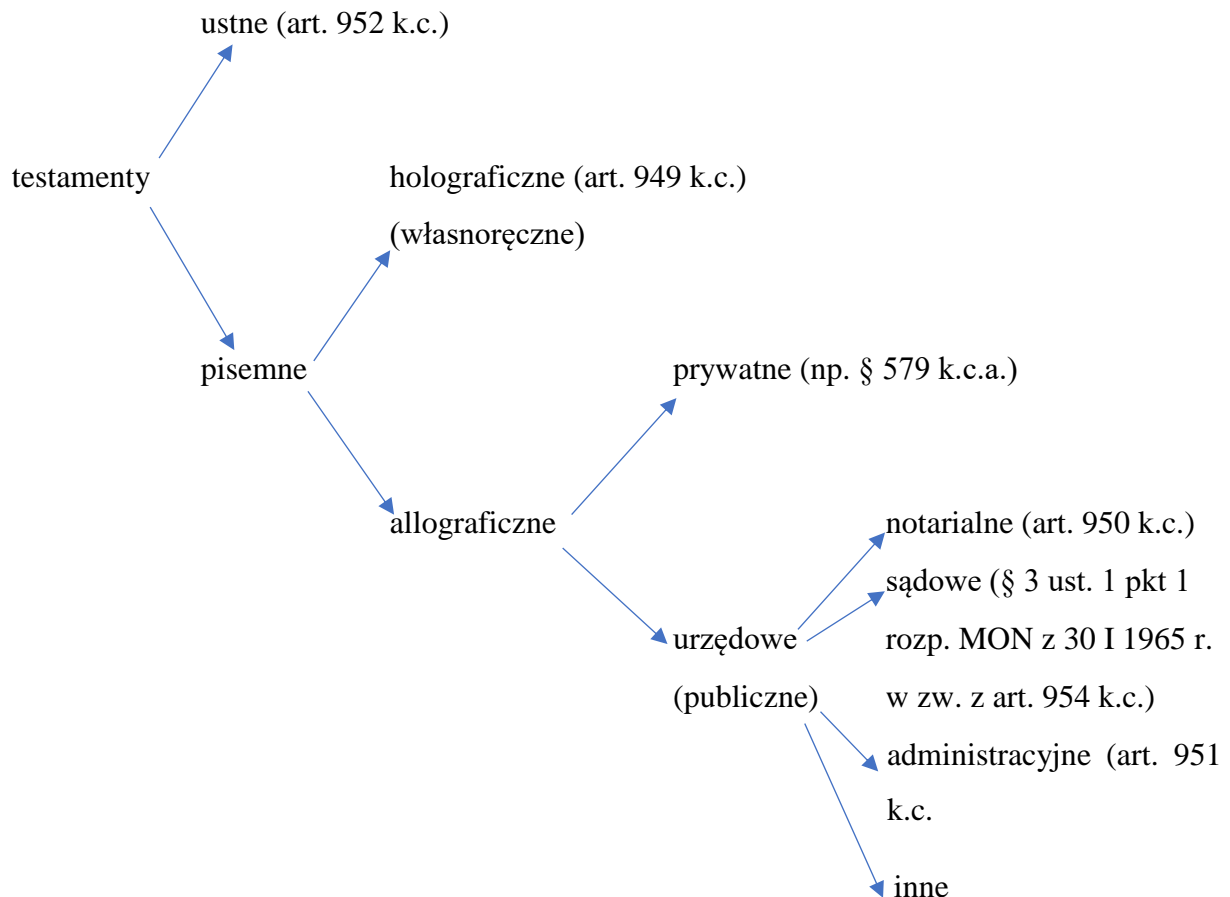 ustne (art. 952 k.c.)
testamenty
holograficzne (art. 949 k.c.)
(własnoręczne)
pisemne
prywatne (np. § 579 k.c.a.)
allograficzne
notarialne (art. 950 k.c.)
sądowe (§ 3 ust. 1 pkt 1
urzędowe
rozp. MON z 30 I 1965 r.
(publiczne)
w zw. z art. 954 k.c.)
administracyjne (art. 951
k.c.
inne